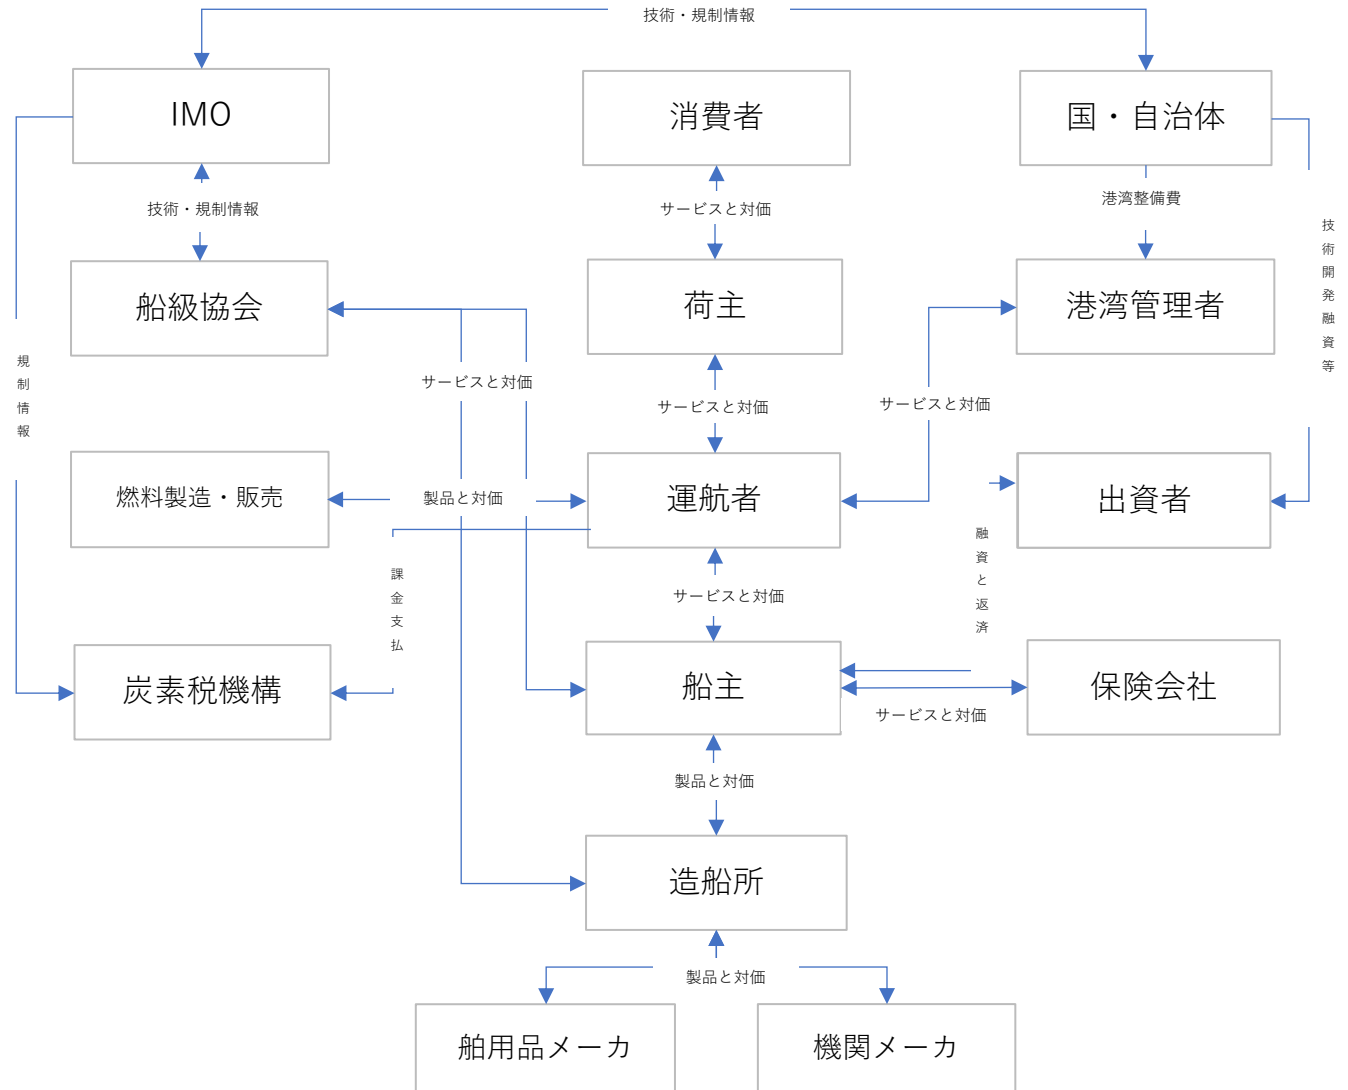 技術・規制情報
IMO
消費者
国・自治体
技術・規制情報
サービスと対価
港湾整備費
技術開発融資等
船級協会
荷主
港湾管理者
規制情報
サービスと対価
サービスと対価
サービスと対価
燃料製造・販売
製品と対価
運航者
出資者
融資と返済
課金支払
サービスと対価
炭素税機構
船主
保険会社
サービスと対価
製品と対価
造船所
製品と対価
舶用品メーカ
機関メーカ